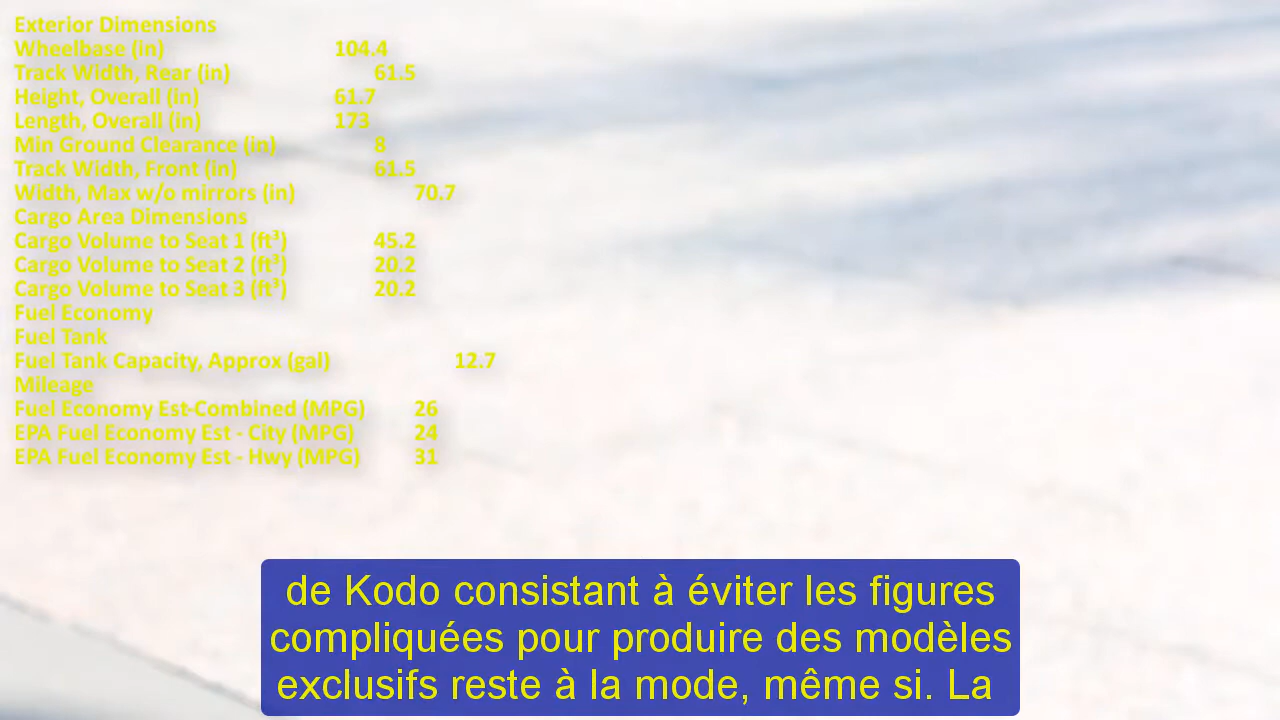 Exterior Dimensions
Wheelbase (in) 104.4
Track Width, Rear (in) 61.5
Height, Overall (in) 61.7
Length, Overall (in) 173
Min Ground Clearance (in) 8
Track Width, Front (in) 61.5
Width, Max w/o mirrors (in) 70.7
Cargo Area Dimensions
Cargo Volume to Seat 1 (ft³) 45.2
Cargo Volume to Seat 2 (ft³) 20.2
Cargo Volume to Seat 3 (ft³) 20.2
Fuel Economy
Fuel Tank
Fuel Tank Capacity, Approx (gal) 12.7
Mileage
Fuel Economy Est-Combined (MPG) 26
EPA Fuel Economy Est - City (MPG) 24
EPA Fuel Economy Est - Hwy (MPG) 31
de Kodo consistant à éviter les figures
compliquées pour produire des modèles
exclusifs reste à la mode, même si. La